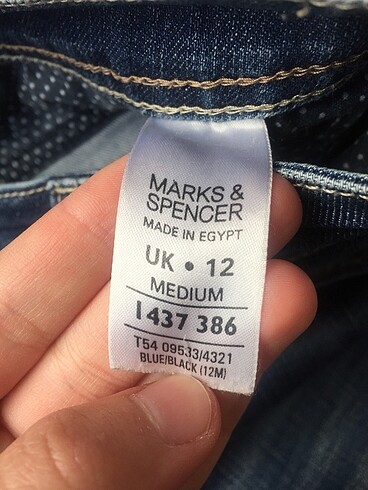 MARKS &
SPENCER
MADE IN EGYPT
UK • 12
MEDIUM
1437 386
T54 09533/4321
BLUE/BLACK (12M)